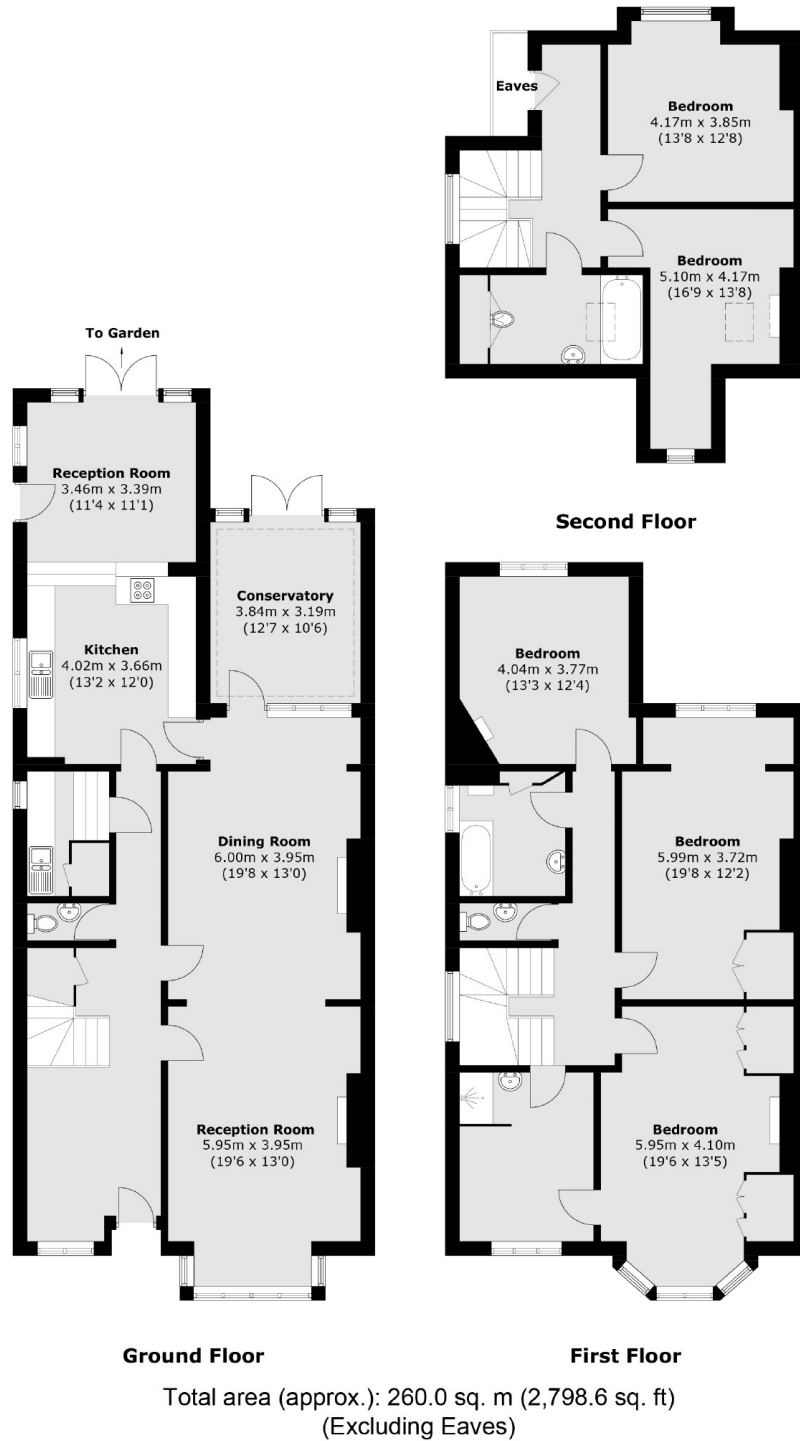 Eaves
Bedroom
4.17m x 3.85m
(13'8 x 12'8)
Bedroom
5.10m x 4.17m
(16'9 x 13'8)
Second Floor
To Garden
Reception Room
3.46m x 3.39m
(11'4 x 11'1)
Conservatory
3.84m x 3.19m
(12'7 x 10'6)
Kitchen
4.02m x 3.66m
(13'2 x 12'0)
Dining Room
6.00m x 3.95m
(19'8 x 13'0)
Reception Room
5.95m x 3.95m
(19'6 x 13'0)
Ground Floor
Bedroom
4.04m x 3.77m
(13'3 x 12'4)
Bedroom
5.99m x 3.72m
(19'8 x 12'2)
Bedroom
5.95m x 4.10m
(19'6 x 13'5)
First Floor
Total area (approx.): 260.0 sq. m (2,798.6 sq. ft)
(Excluding Eaves)